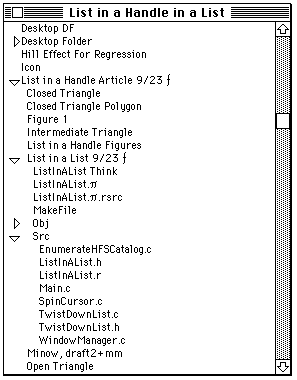 List in a Handle in a List
Desktop DF
Desktop Folder
Hill Effect For Regression
Icon
List in a Handle Article 9/23 ƒ
Closed Triangle
Closed Triangle Polygon
Figure 1
Intermediate Triangle
List in a Handle Figures
List in a List 9/23 ƒ
ListInAList Think
ListInAList.π
ListInAList.π.rsrc
MakeFile
Obj
Src
EnumerateHFSCatalog.c
ListInAList.h
ListInAList.r
Main.c
SpinCursor.c
TwistDownList.c
TwistDownList.h
WindowManager.c
Minow, draft2+mm
Open Triangle